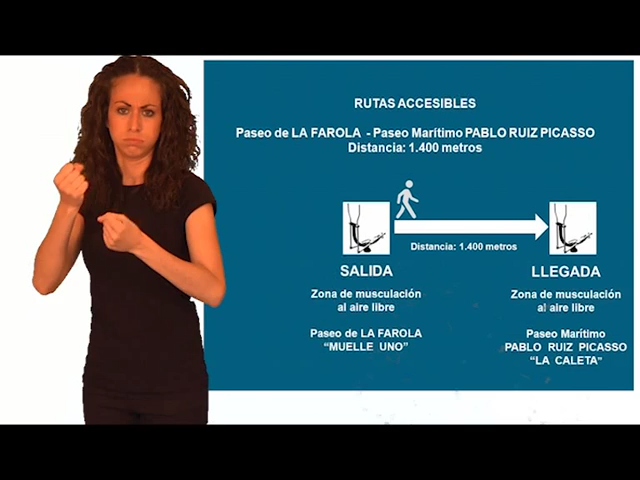 RUTAS ACCESIBLES
Paseo de LA FAROLA - Paseo Marítimo PABLO RUIZ PICASSO
Distancia: 1.400 metros
Distancia: 1.400 metros
SALIDA
LLEGADA
Zona de musculación
al aire libre
Zona de musculación
al aire libre
Paseo de LA FAROLA
“MUELLE UNO”
Paseo Marítimo
PABLO RUIZ PICASSO
“LA CALETA”